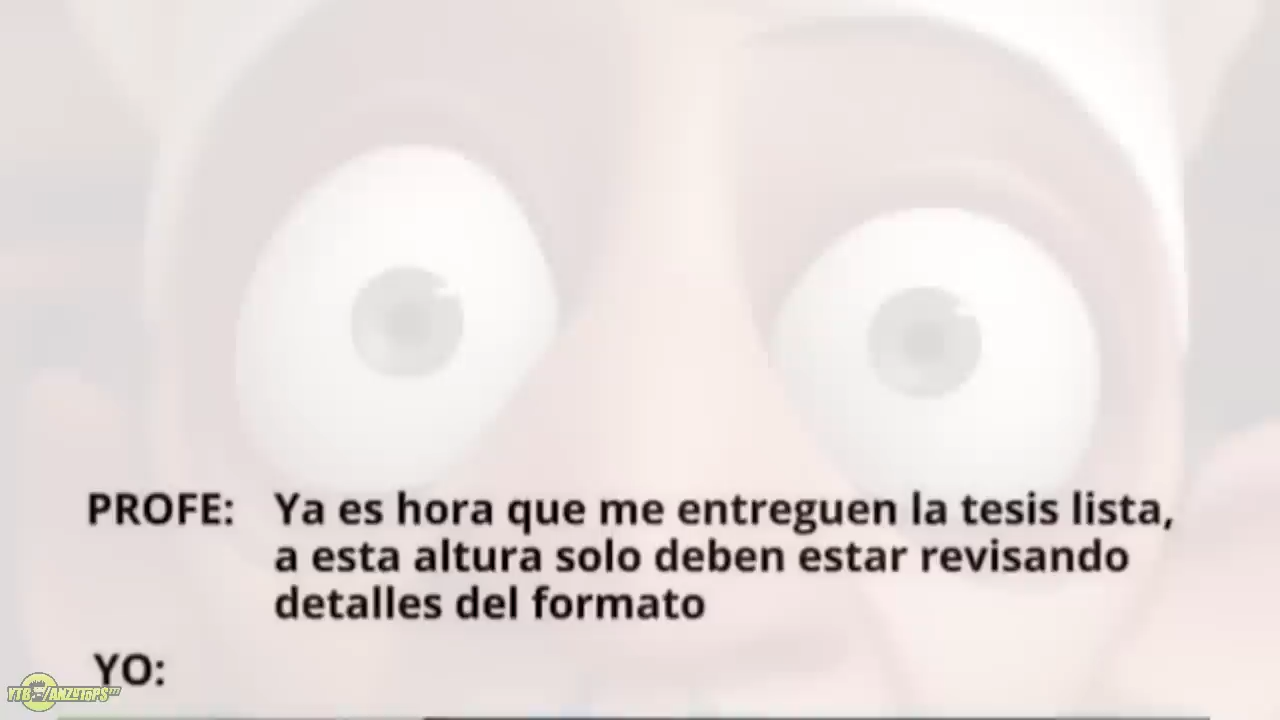 PROFE: Ya es hora que me entreguen la tesis lista,
a esta altura solo deben estar revisando
detalles del formato
YO: